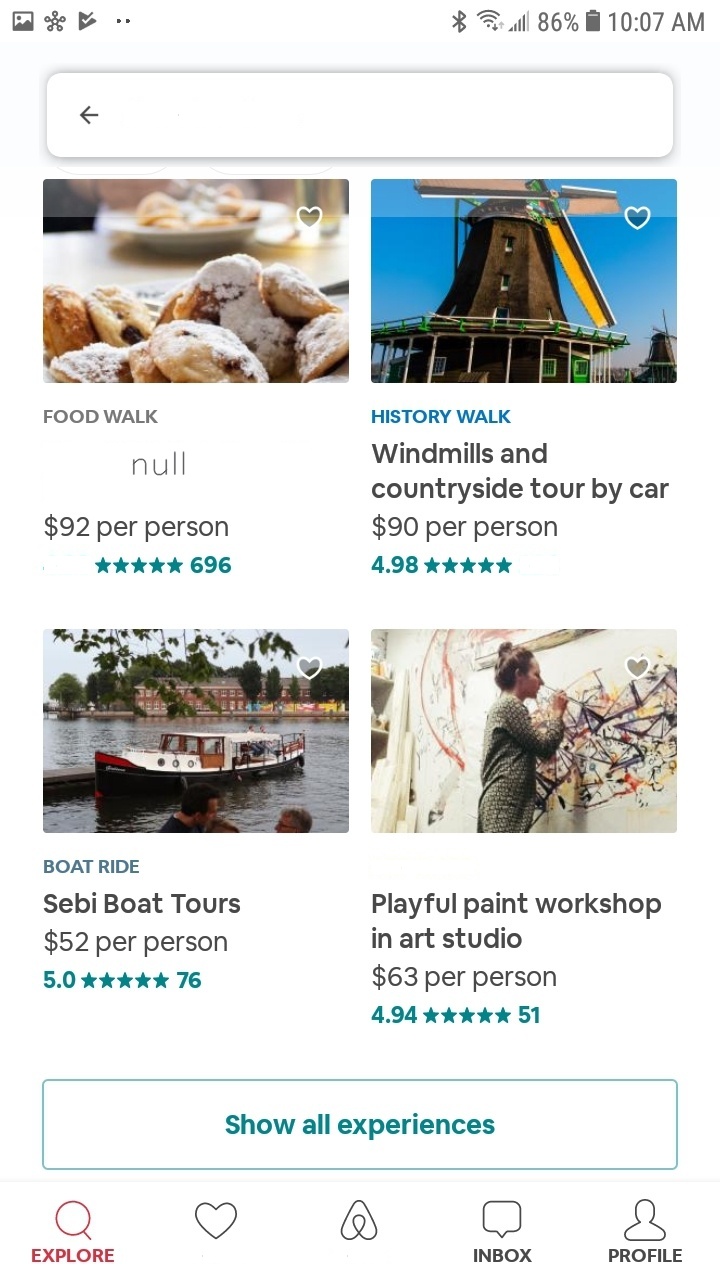 86% 10:07 AM
FOOD WALK
null
$92 per person
696
HISTORY WALK
Windmills and
countryside tour by car
$90 per person
4.98
BOAT RIDE
Sebi Boat Tours
$52 per person
5.0 76
Playful paint workshop
in art studio
$63 per person
4.94 51
Show all experiences
EXPLORE
INBOX
PROFILE